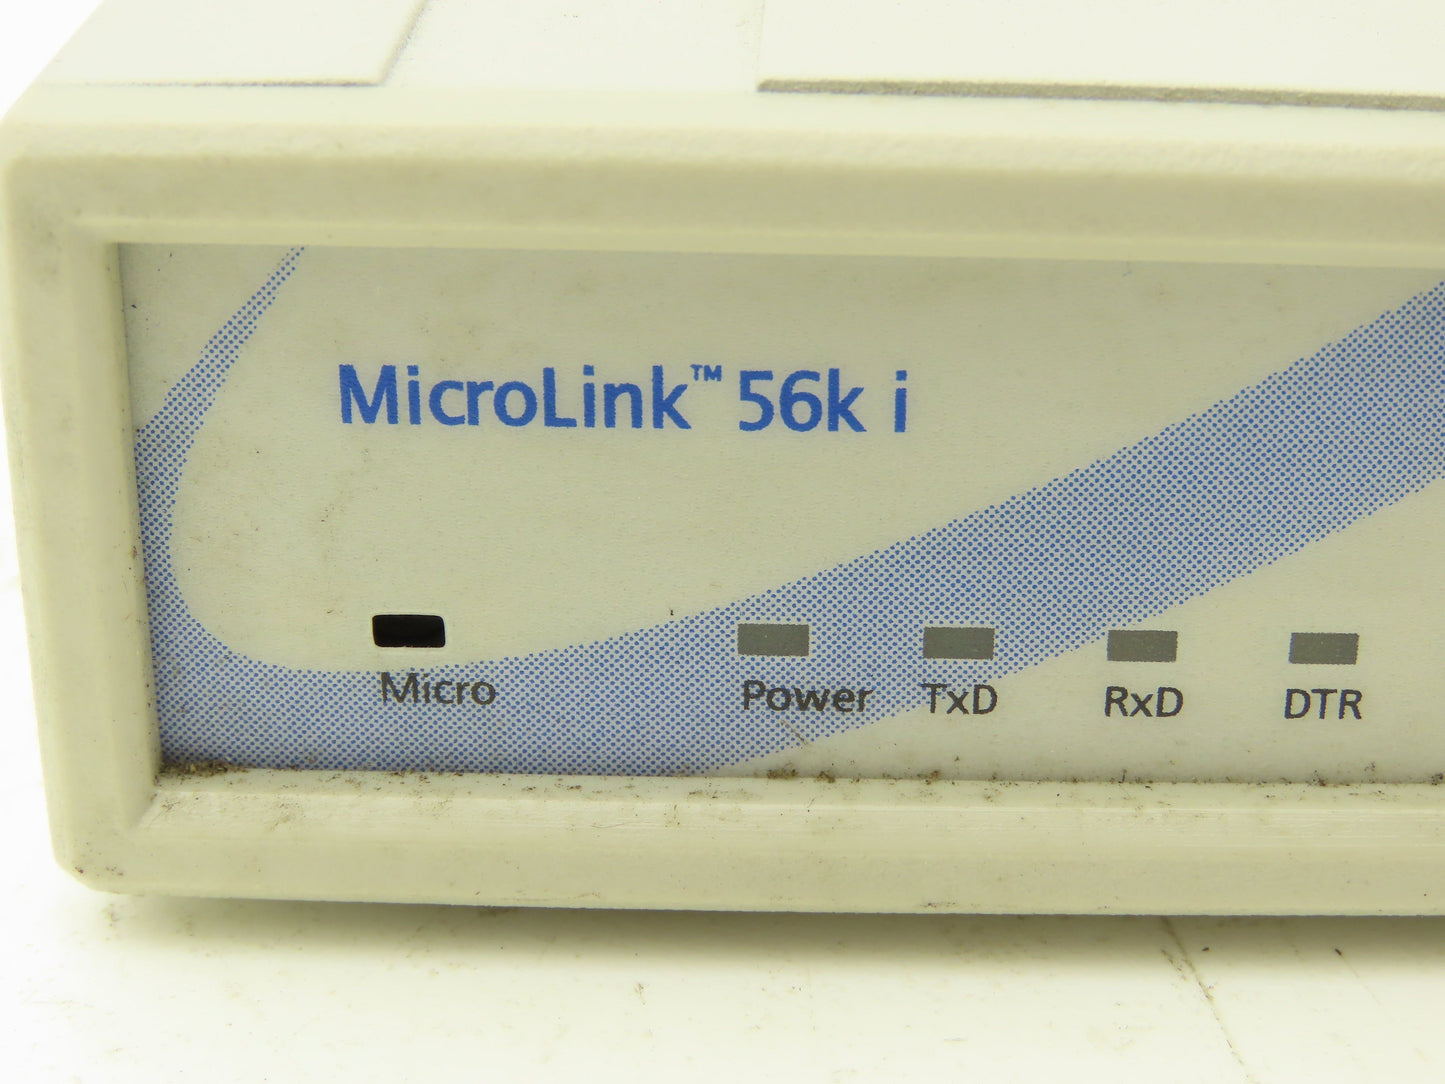 MicroLink™ 56k i
Micro Power TxD RxD DTR